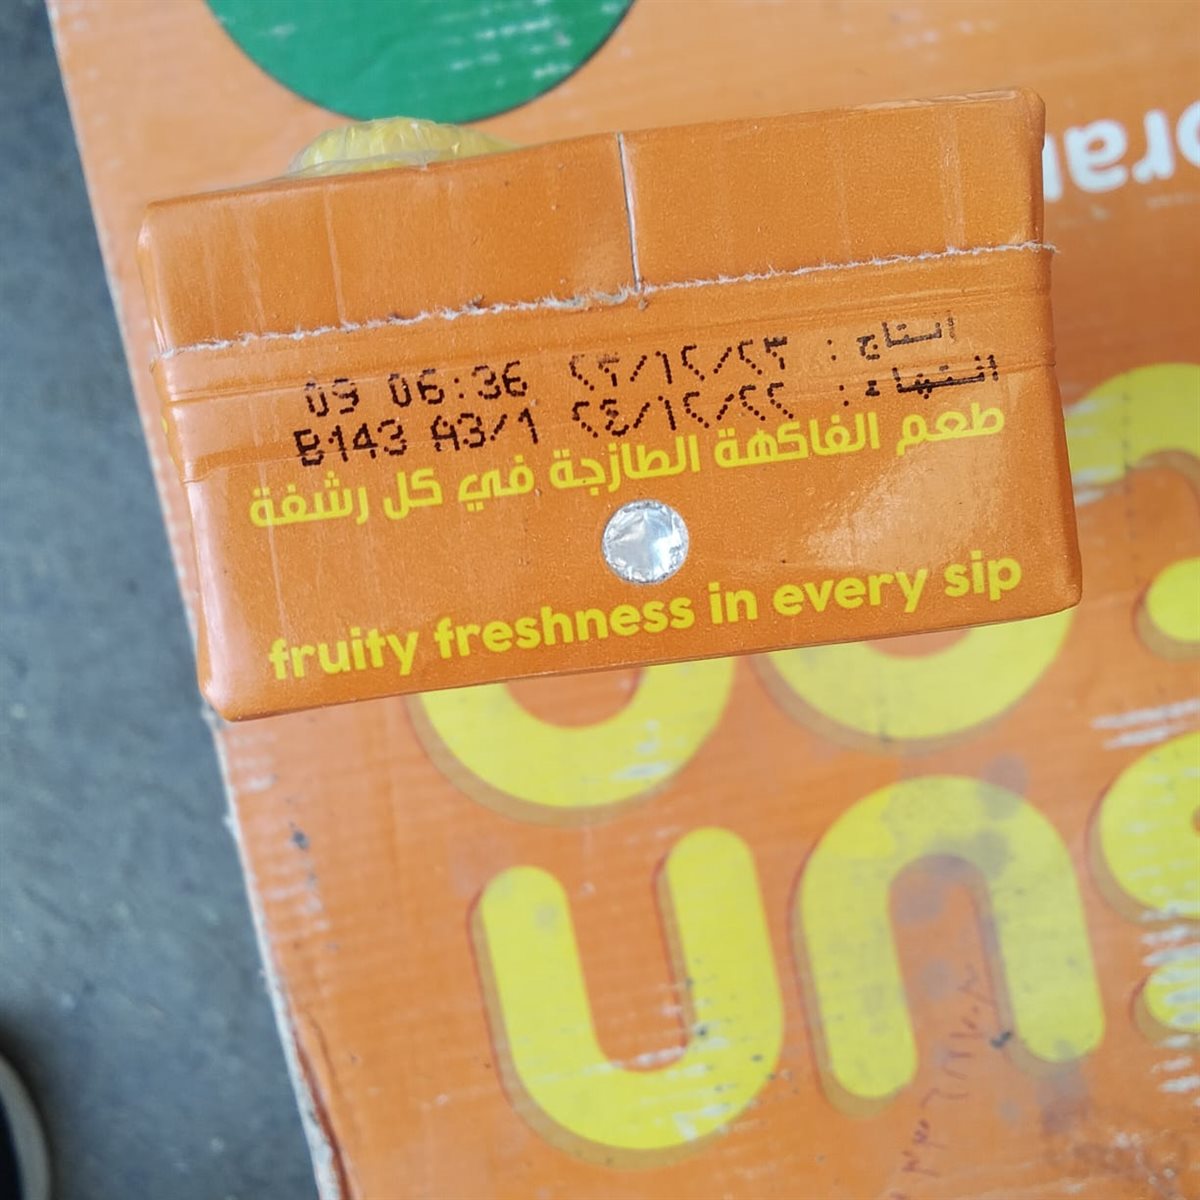 انتاج : ٢٣/١٢/٢٣ 09 06:36
انتهاء : ٢٤/١٢/٢٢ B143 A3/1
طعم الفاكهة الطازجة في كل رشفة
fruity freshness in every sip